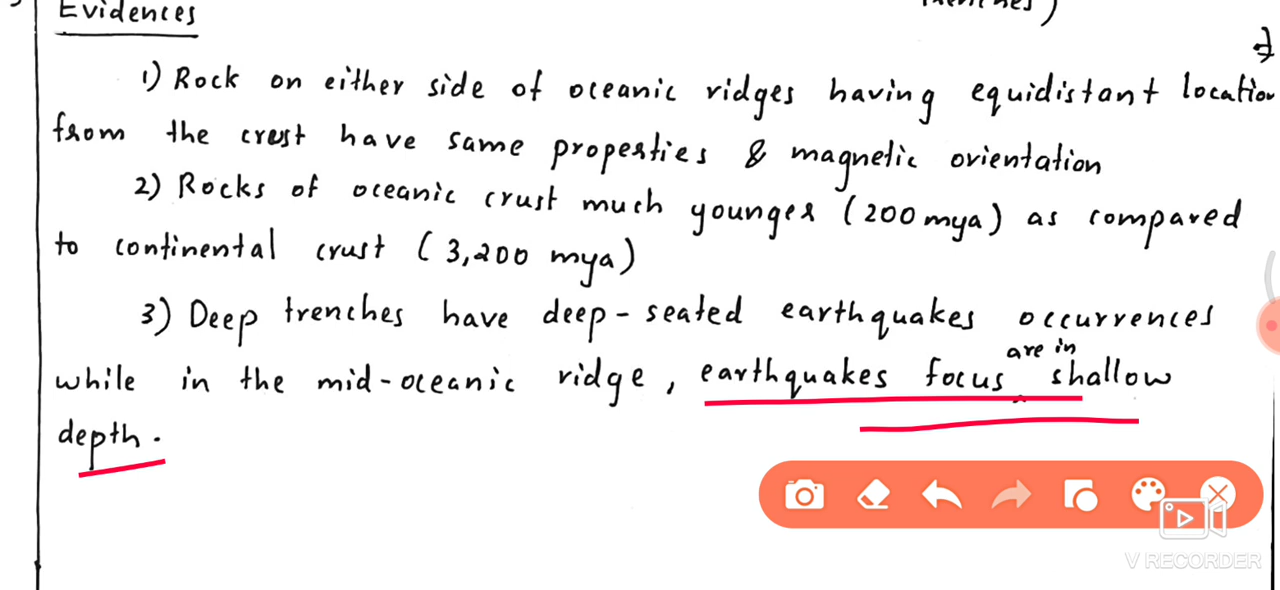 Evidences
1) Rock on either side of oceanic ridges having equidistant location
from the crest have same properties & magnetic orientation
2) Rocks of oceanic crust much younger (200 mya) as compared
to continental crust (3,200 mya)
3) Deep trenches have deep-seated earthquakes occurrences
while in the mid-oceanic ridge, earthquakes focus are in shallow
depth.
V RECORDER